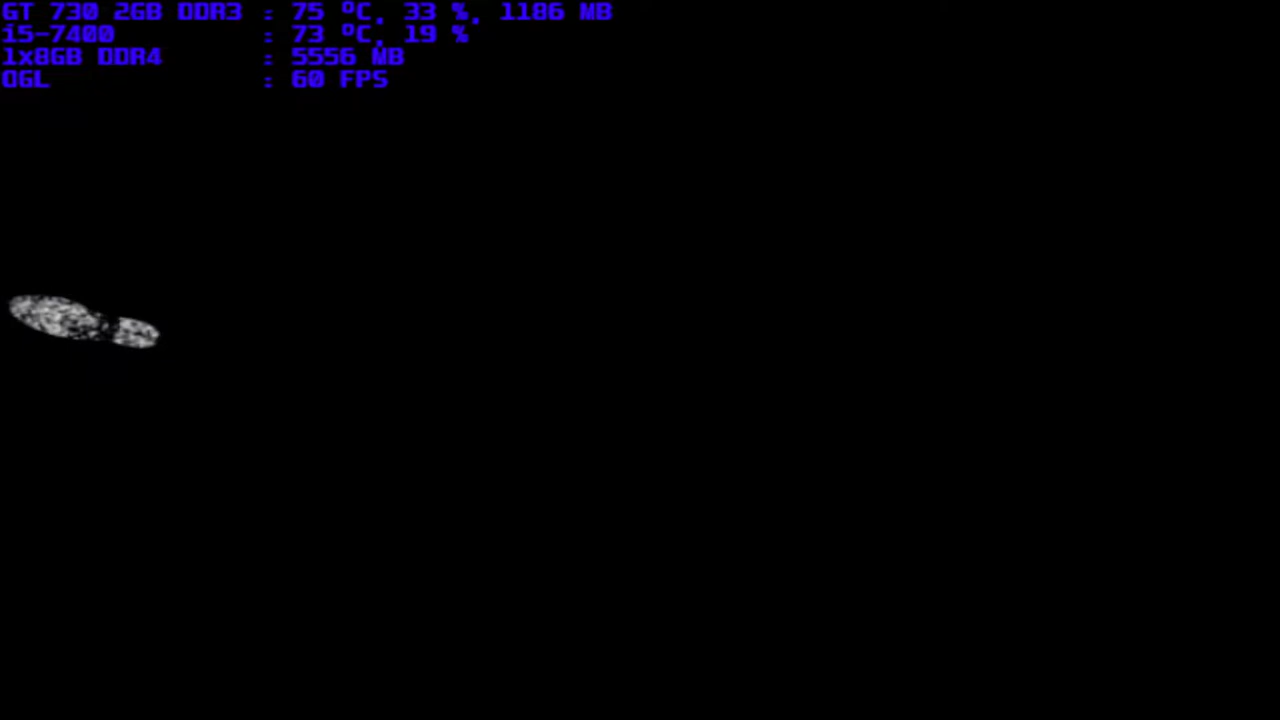 GT 730 2GB DDR3 : 75 ºC, 33 %, 1186 MB
i5-7400 : 73 ºC, 19 %
1x8GB DDR4 : 5556 MB
OGL : 60 FPS